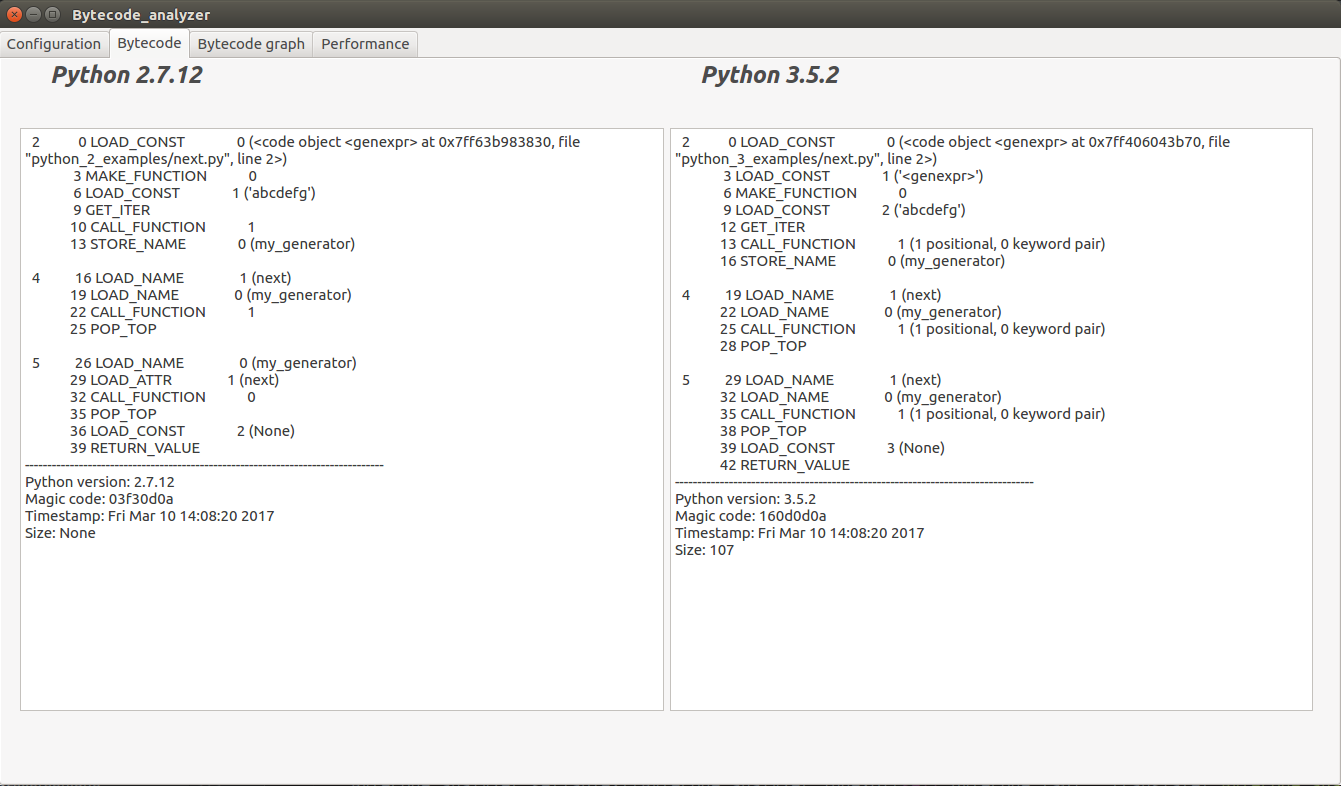 Bytecode_analyzer
Configuration Bytecode Bytecode graph Performance
Python 2.7.12
2 0 LOAD_CONST 0 (<code object <genexpr> at 0x7ff63b983830, file
"python_2_examples/next.py", line 2>)
3 MAKE_FUNCTION 0
6 LOAD_CONST 1 ('abcdefg')
9 GET_ITER
10 CALL_FUNCTION 1
13 STORE_NAME 0 (my_generator)
4 16 LOAD_NAME 1 (next)
19 LOAD_NAME 0 (my_generator)
22 CALL_FUNCTION 1
25 POP_TOP
5 26 LOAD_NAME 0 (my_generator)
29 LOAD_ATTR 1 (next)
32 CALL_FUNCTION 0
35 POP_TOP
36 LOAD_CONST 2 (None)
39 RETURN_VALUE
--------------------------------------------------------------------------------
Python version: 2.7.12
Magic code: 03f30d0a
Timestamp: Fri Mar 10 14:08:20 2017
Size: None
Python 3.5.2
2 0 LOAD_CONST 0 (<code object <genexpr> at 0x7ff406043b70, file
"python_3_examples/next.py", line 2>)
3 LOAD_CONST 1 ('<genexpr>')
6 MAKE_FUNCTION 0
9 LOAD_CONST 2 ('abcdefg')
12 GET_ITER
13 CALL_FUNCTION 1 (1 positional, 0 keyword pair)
16 STORE_NAME 0 (my_generator)
4 19 LOAD_NAME 1 (next)
22 LOAD_NAME 0 (my_generator)
25 CALL_FUNCTION 1 (1 positional, 0 keyword pair)
28 POP_TOP
5 29 LOAD_NAME 1 (next)
32 LOAD_NAME 0 (my_generator)
35 CALL_FUNCTION 1 (1 positional, 0 keyword pair)
38 POP_TOP
39 LOAD_CONST 3 (None)
42 RETURN_VALUE
--------------------------------------------------------------------------------
Python version: 3.5.2
Magic code: 160d0d0a
Timestamp: Fri Mar 10 14:08:20 2017
Size: 107